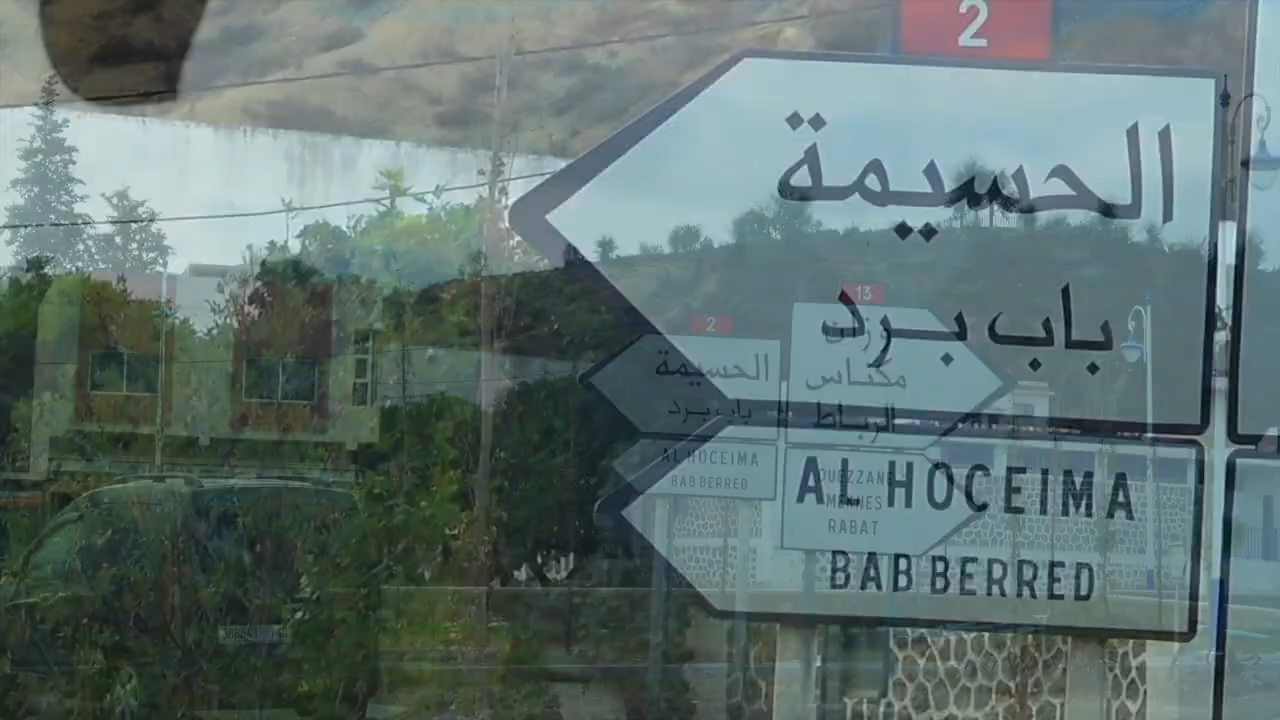 2
الحسيمة
باب برد
AL HOCEIMA
BAB BERRED
2
الحسيمة
باب برد
AL HOCEIMA
BAB BERRED
13
وزان
مكناس
الرباط
OUEZZANE
MEKNES
RABAT